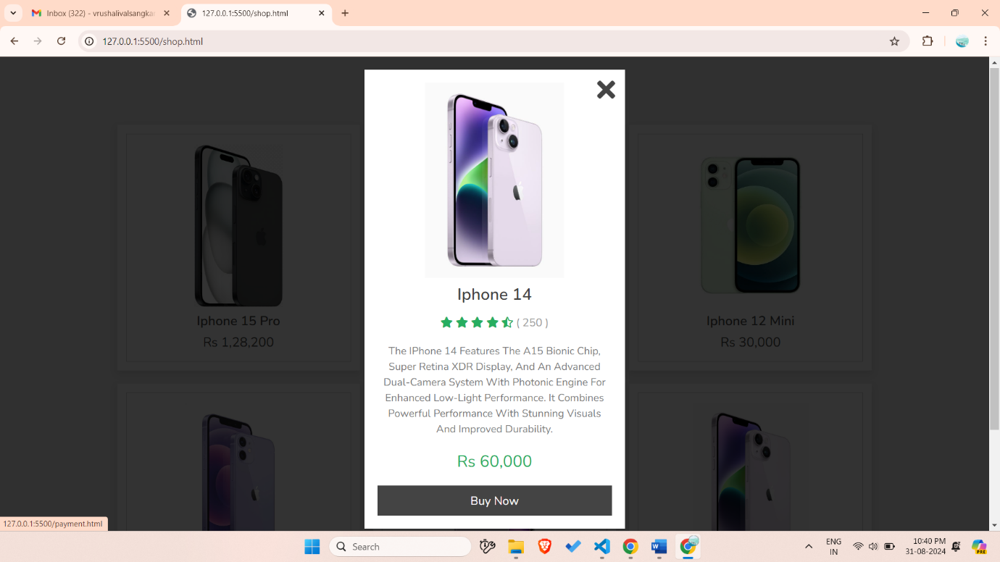 Inbox (322) - vrushalivalsangka
127.0.0.1:5500/shop.html
127.0.0.1:5500/shop.html
Iphone 15 Pro
Rs 1,28,200
Iphone 14
( 250 )
The IPhone 14 Features The A15 Bionic Chip,
Super Retina XDR Display, And An Advanced
Dual-Camera System With Photonic Engine For
Enhanced Low-Light Performance. It Combines
Powerful Performance With Stunning Visuals
And Improved Durability.
Rs 60,000
Buy Now
Iphone 12 Mini
Rs 30,000
127.0.0.1:5500/payment.html
Search
ENG
IN
10:40 PM
31-08-2024
PRE